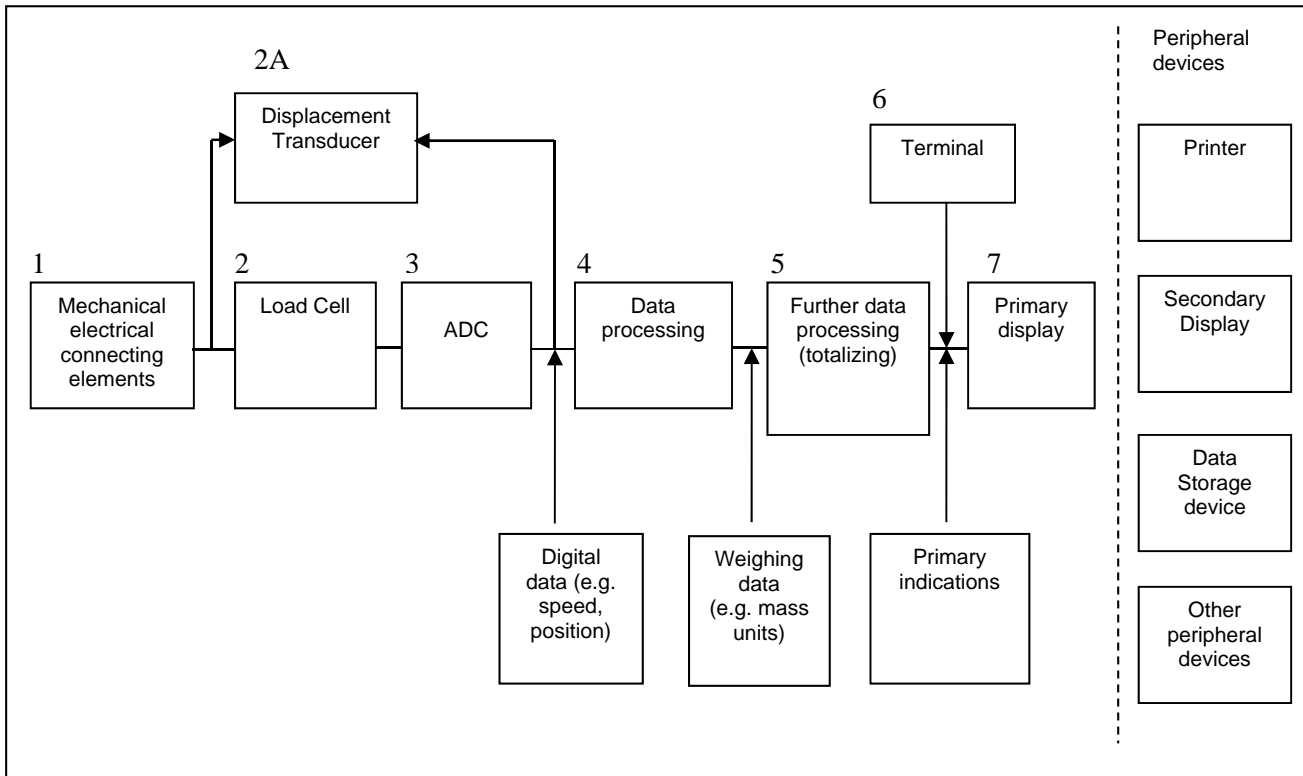 2A
Displacement
Transducer
6
Terminal
1
Mechanical
electrical
connecting
elements
2
Load Cell
3
ADC
4
Data
processing
5
Further data
processing
(totalizing)
7
Primary
display
Digital
data (e.g.
speed,
position)
Weighing
data
(e.g. mass
units)
Primary
indications
Peripheral
devices
Printer
Secondary
Display
Data
Storage
device
Other
peripheral
devices